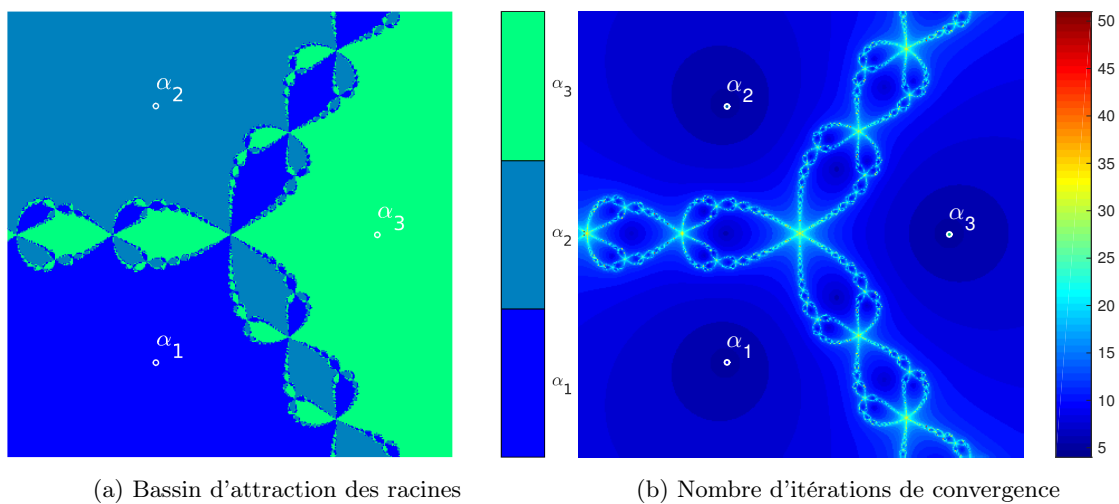 α2
α3
α1
α3
α2
α1
α2
α3
α1
50
45
40
35
30
25
20
15
10
5
(a) Bassin d'attraction des racines
(b) Nombre d'itérations de convergence